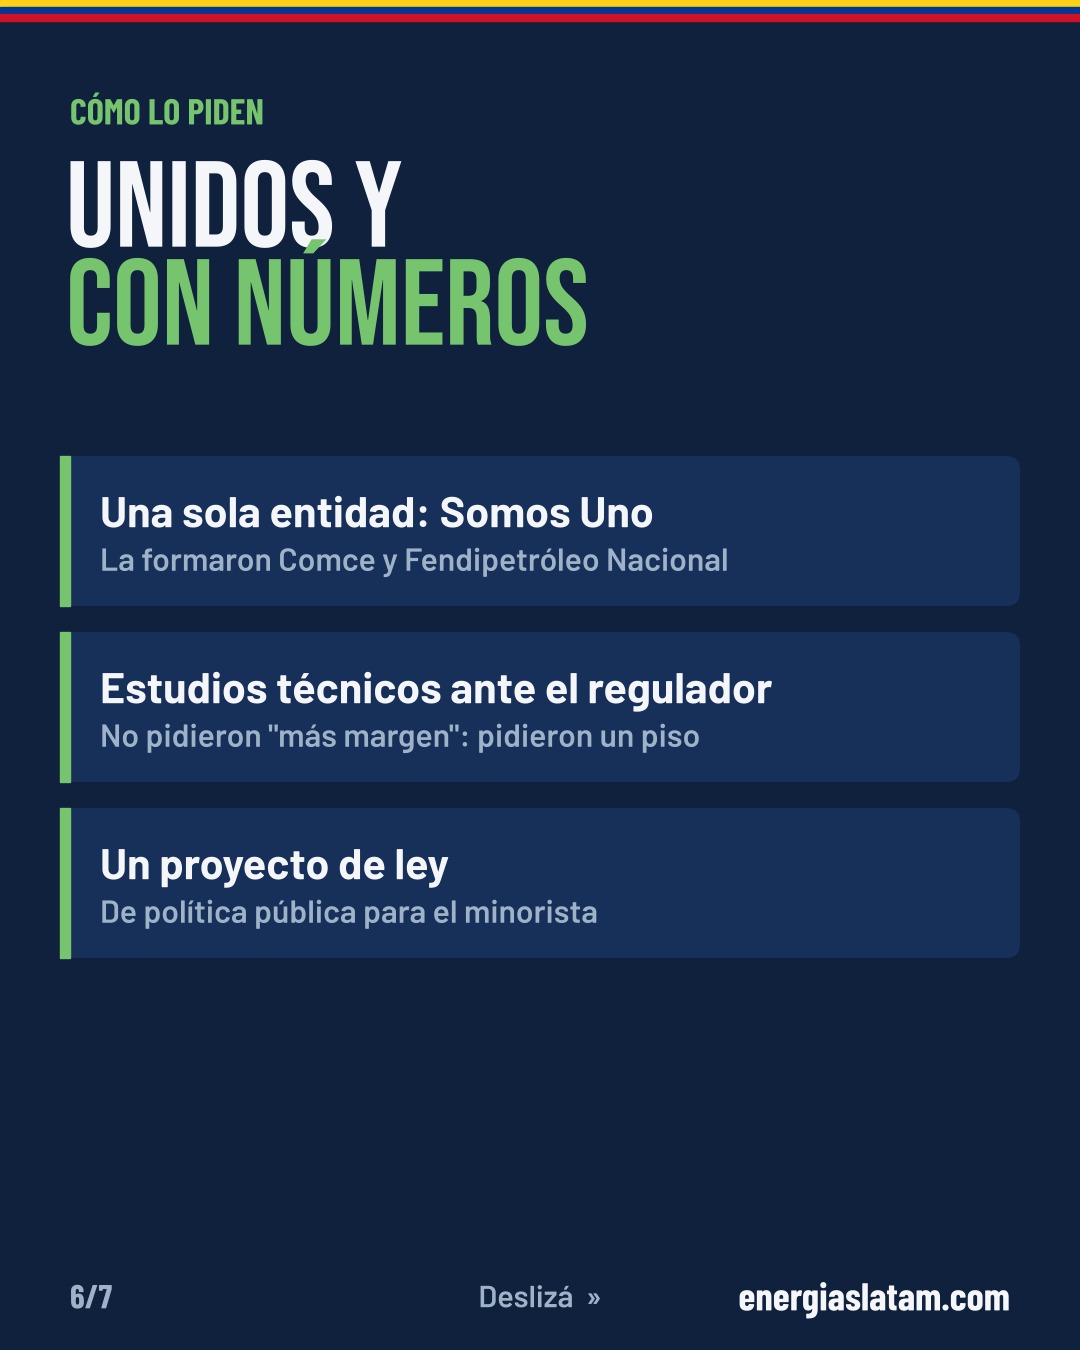 CÓMO LO PIDEN
UNIDOS Y
CON NÚMEROS
Una sola entidad: Somos Uno
La formaron Comce y Fendipetróleo Nacional
Estudios técnicos ante el regulador
No pidieron "más margen": pidieron un piso
Un proyecto de ley
De política pública para el minorista
6/7
Deslizá »
energiaslatam.com